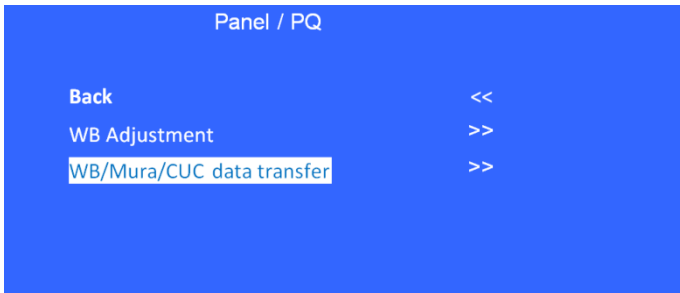 Panel / PQ
Back <<
WB Adjustment >>
WB/Mura/CUC data transfer >>